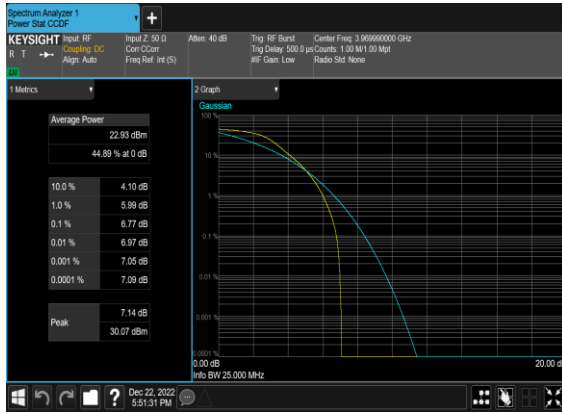 Spectrum Analyzer 1
Power Stat CCDF
+
KEYSIGHT
R T
LXI
Input: RF
Coupling: DC
Align: Auto
Input Z: 50 Ω
Corr CCorr
Freq Ref: Int (S)
Atten: 40 dB
Trig: RF Burst
Trig Delay: 500.0 µs
#IF Gain: Low
Center Freq: 3.969990000 GHz
Counts: 1.00 M/1.00 Mpt
Radio Std: None
1 Metrics
Average Power
22.93 dBm
44.89 % at 0 dB
10.0 % 4.10 dB
1.0 % 5.99 dB
0.1 % 6.77 dB
0.01 % 6.97 dB
0.001 % 7.05 dB
0.0001 % 7.09 dB
Peak
7.14 dB
30.07 dBm
2 Graph
Gaussian
100 %
10 %
1 %
0.1 %
0.01 %
0.001 %
0.0001 %
0.00 dB
20.00 d
Info BW 25.000 MHz
?
Dec 22, 2022
5:51:31 PM